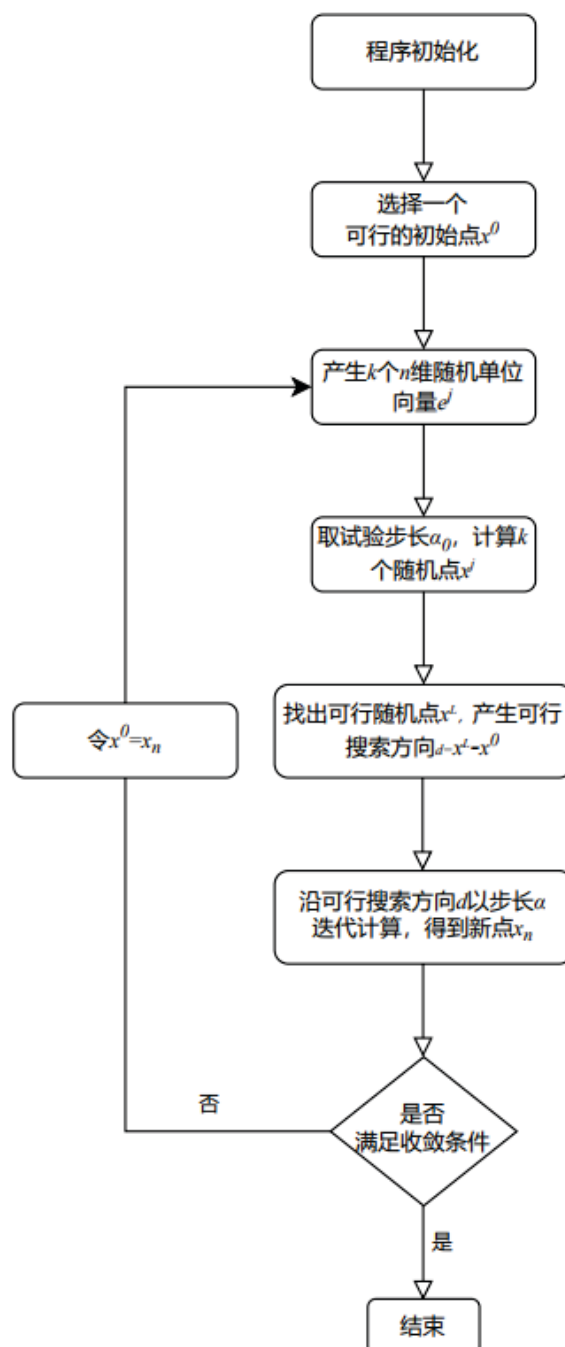 程序初始化
选择一个
可行的初始点x⁰
产生k个n维随机单位
向量eʲ
取试验步长α₀，计算k
个随机点xʲ
找出可行随机点xᴸ，产生可行
搜索方向d=xᴸ-x⁰
令x⁰=xₙ
沿可行搜索方向d以步长α
迭代计算，得到新点xₙ
否
是否
满足收敛条件
是
结束